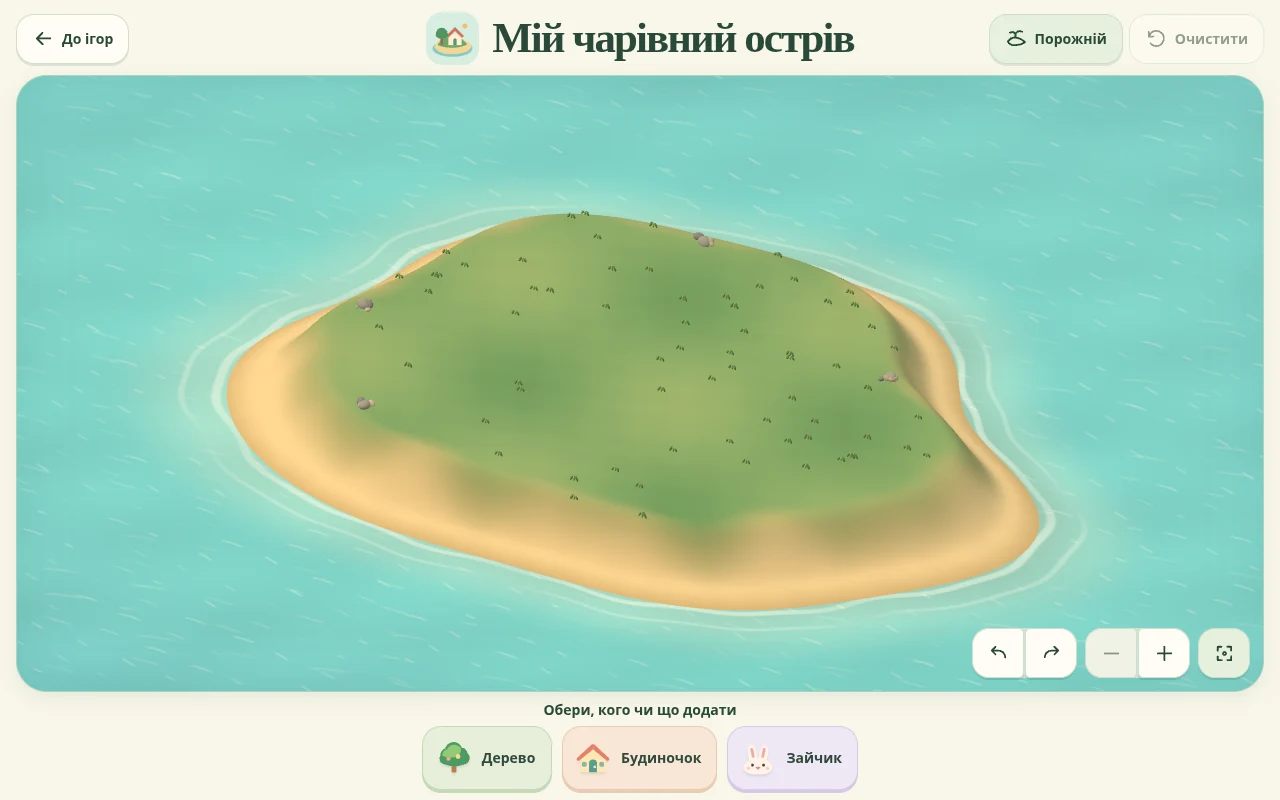 До ігор
Мій чарівний острів
Порожній
Очистити
Обери, кого чи що додати
Дерево
Будиночок
Зайчик